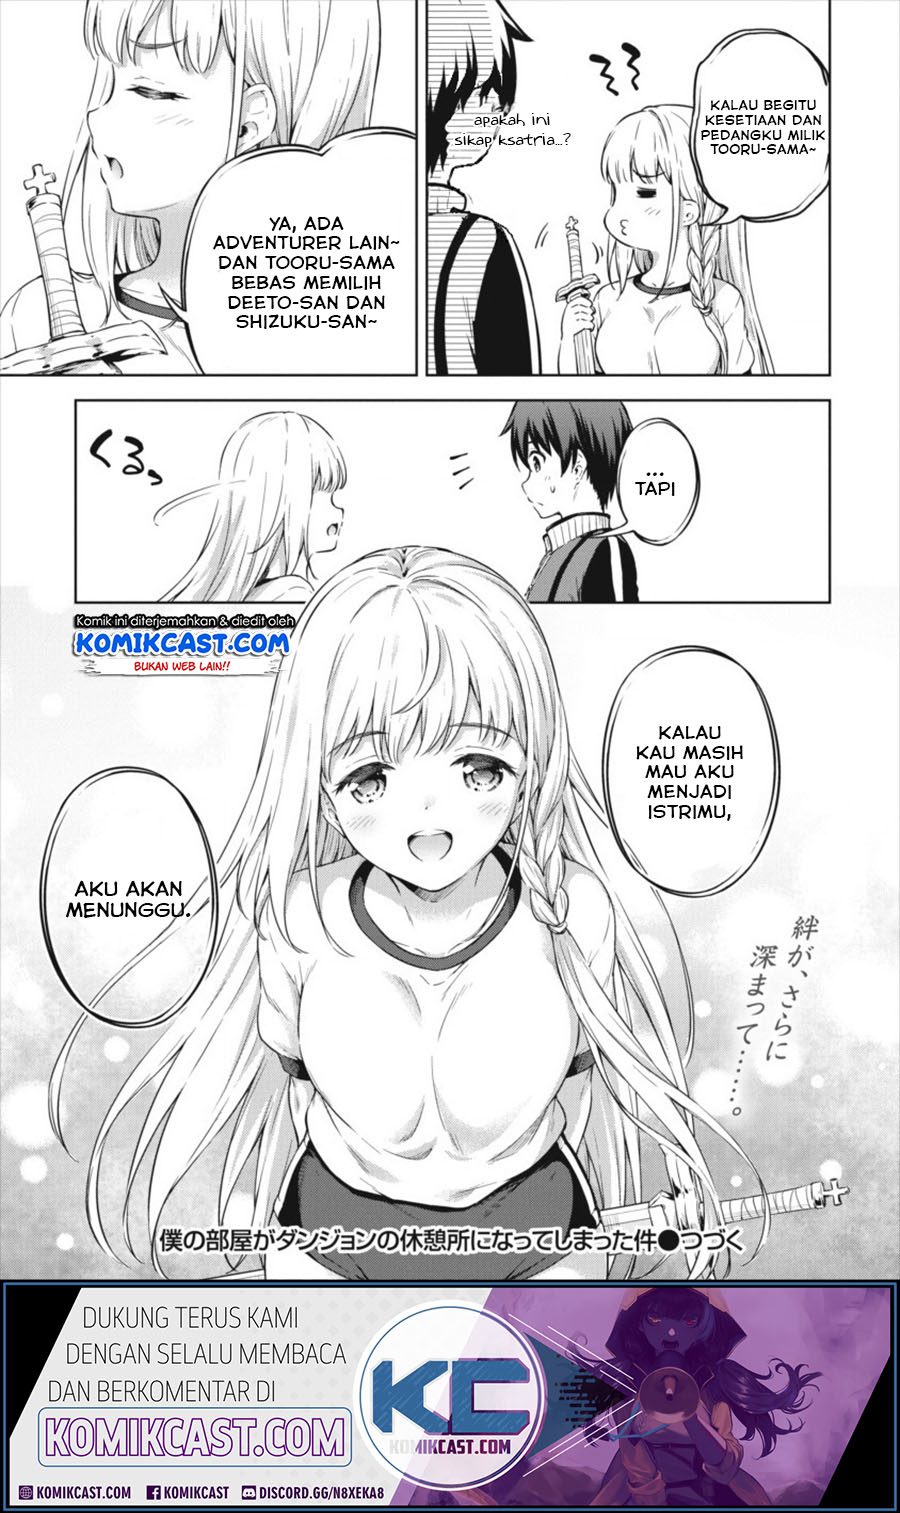 KALAU BEGITU
KESETIAAN DAN
PEDANGKU MILIK
TOORU-SAMA~
apakah ini
sikap ksatria...?
YA, ADA
ADVENTURER LAIN~
DAN TOORU-SAMA
BEBAS MEMILIH
DEETO-SAN DAN
SHIZUKU-SAN~
...
TAPI
くるっ
Komik ini diterjemahkan & diedit oleh
KOMIKCAST.COM
BUKAN WEB LAIN!!
KALAU
KAU MASIH
MAU AKU
MENJADI
ISTRIMU,
AKU AKAN
MENUNGGU.
絆が、さらに
深まって……。
僕の部屋がダンジョンの休憩所になってしまった件●つづく
DUKUNG TERUS KAMI
DENGAN SELALU MEMBACA
DAN BERKOMENTAR DI
KOMIKCAST.COM
KC
KOMIKCAST.COM
KOMIKCAST.COM KOMIKCAST DISCORD.GG/N8XEKA8